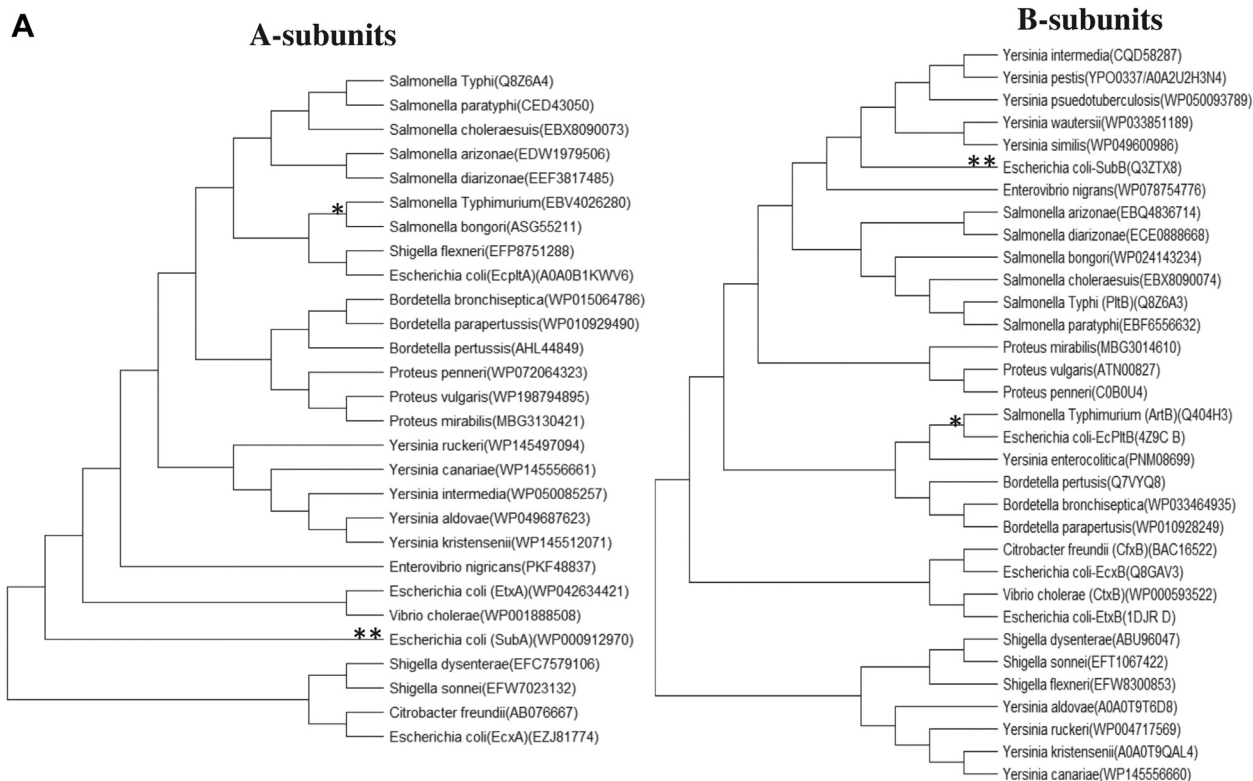 A
A-subunits
Salmonella Typhi(Q8Z6A4)
Salmonella paratyphi(CED43050)
Salmonella choleraesuis(EBX8090073)
Salmonella arizonae(EDW1979506)
Salmonella diarizonae(EEF3817485)
* Salmonella Typhimurium(EBV4026280)
Salmonella bongori(ASG55211)
Shigella flexneri(EFP8751288)
Escherichia coli(EcpltA)(A0A0B1KWV6)
Bordetella bronchiseptica(WP015064786)
Bordetella parapertussis(WP010929490)
Bordetella pertussis(AHL44849)
Proteus penneri(WP072064323)
Proteus vulgaris(WP198794895)
Proteus mirabilis(MBG3130421)
Yersinia ruckeri(WP145497094)
Yersinia canariae(WP145556661)
Yersinia intermedia(WP050085257)
Yersinia aldovae(WP049687623)
Yersinia kristensenii(WP145512071)
Enterovibrio nigricans(PKF48837)
Escherichia coli (EtxA)(WP042634421)
Vibrio cholerae(WP001888508)
** Escherichia coli (SubA)(WP000912970)
Shigella dysenterae(EFC7579106)
Shigella sonnei(EFW7023132)
Citrobacter freundii(AB076667)
Escherichia coli(EcxA)(EZJ81774)
B-subunits
Yersinia intermedia(CQD58287)
Yersinia pestis(YPO0337/A0A2U2H3N4)
Yersinia psuedotuberculosis(WP050093789)
Yersinia wautersii(WP033851189)
Yersinia similis(WP049600986)
** Escherichia coli-SubB(Q3ZTX8)
Enterovibrio nigrans(WP078754776)
Salmonella arizonae(EBQ4836714)
Salmonella diarizonae(ECE0888668)
Salmonella bongori(WP024143234)
Salmonella choleraesuis(EBX8090074)
Salmonella Typhi (PltB)(Q8Z6A3)
Salmonella paratyphi(EBF6556632)
Proteus mirabilis(MBG3014610)
Proteus vulgaris(ATN00827)
Proteus penneri(C0B0U4)
* Salmonella Typhimurium (ArtB)(Q404H3)
Escherichia coli-EcPltB(4Z9C B)
Yersinia enterocolitica(PNM08699)
Bordetella pertusis(Q7VYQ8)
Bordetella bronchiseptica(WP033464935)
Bordetella parapertusis(WP010928249)
Citrobacter freundii (CfxB)(BAC16522)
Escherichia coli-EcxB(Q8GAV3)
Vibrio cholerae (CtxB)(WP000593522)
Escherichia coli-EtxB(1DJR D)
Shigella dysenterae(ABU96047)
Shigella sonnei(EFT1067422)
Shigella flexneri(EFW8300853)
Yersinia aldovae(A0A0T9T6D8)
Yersinia ruckeri(WP004717569)
Yersinia kristensenii(A0A0T9QAL4)
Yersinia canariae(WP145556660)